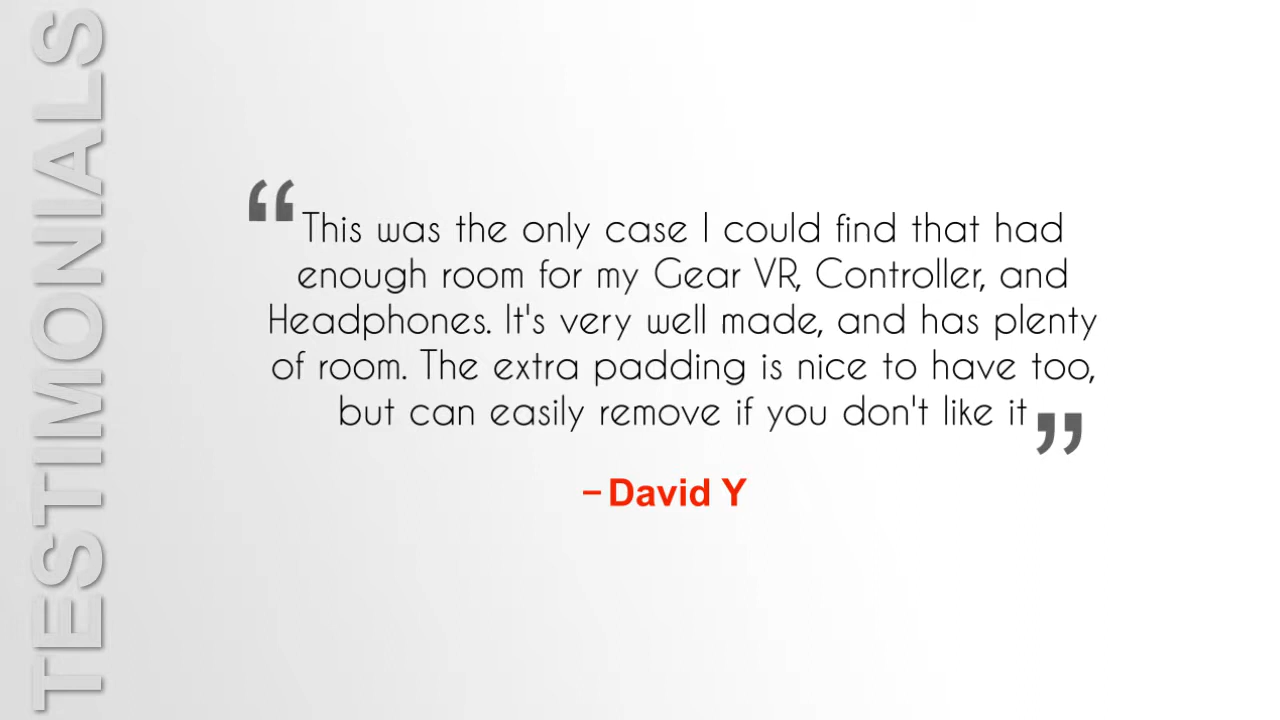 TESTIMONIALS
“This was the only case I could find that had
enough room for my Gear VR, Controller, and
Headphones. It's very well made, and has plenty
of room. The extra padding is nice to have too,
but can easily remove if you don't like it”
– David Y